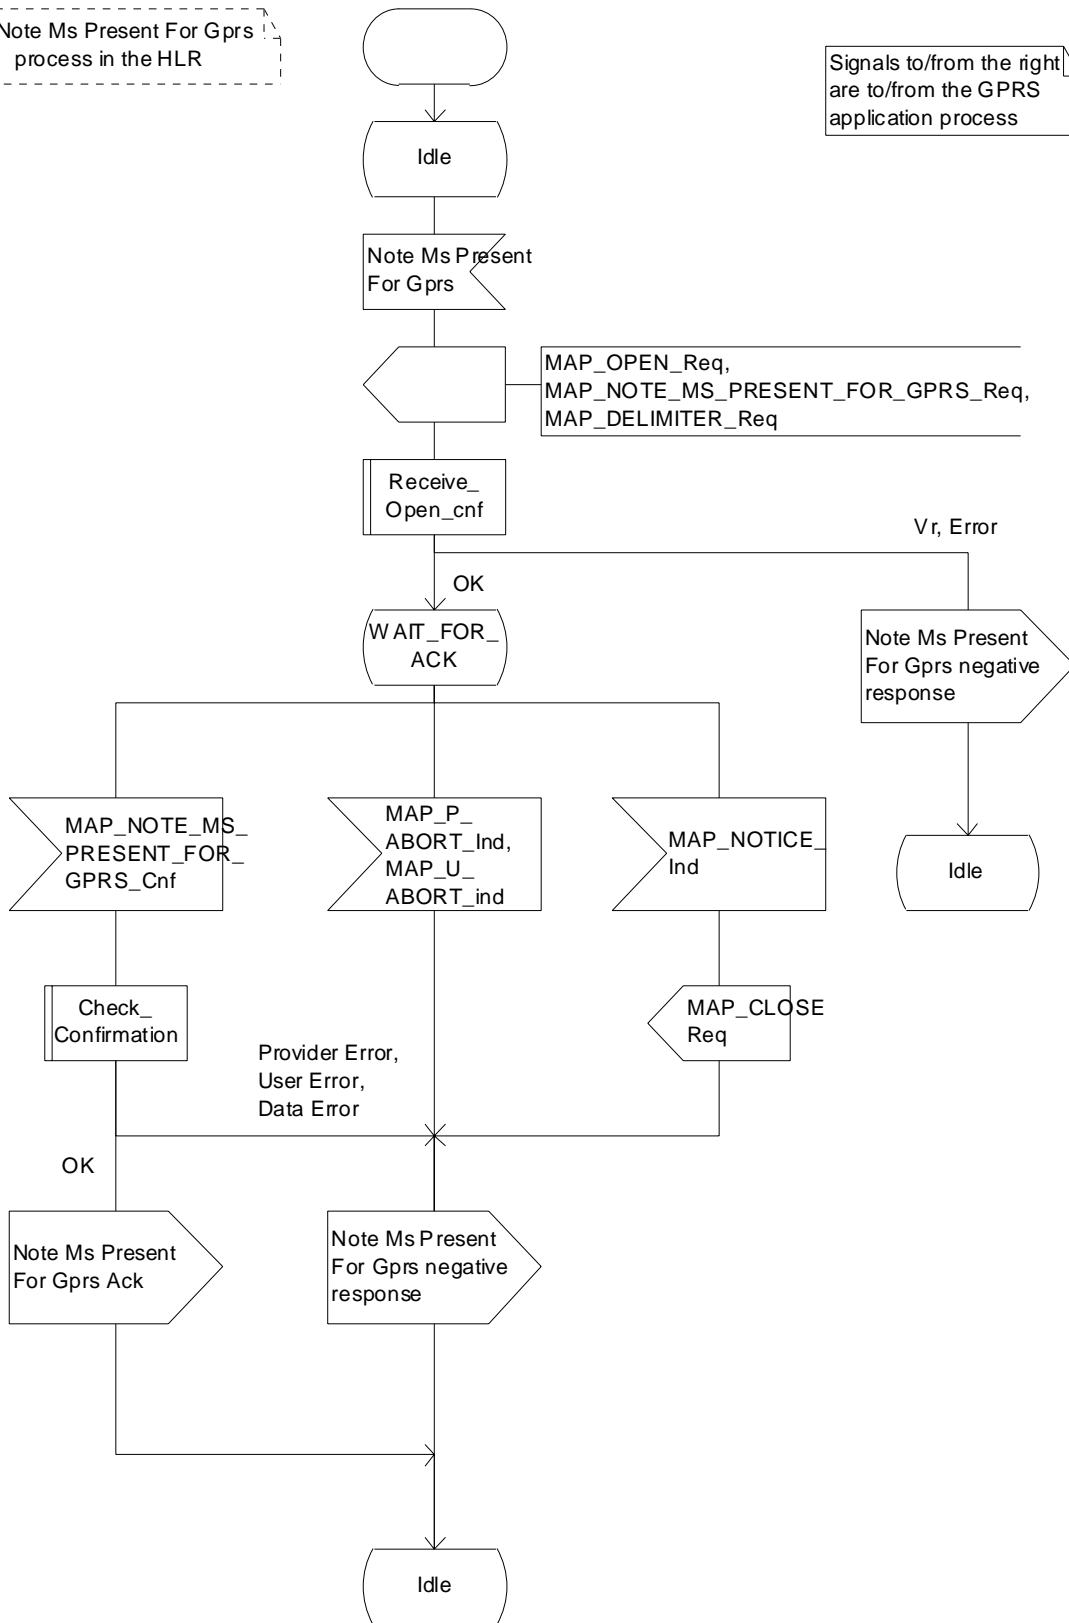 Note Ms Present For Gprs
process in the HLR
Signals to/from the right
are to/from the GPRS
application process
Idle
Note Ms Present
For Gprs
MAP_OPEN_Req,
MAP_NOTE_MS_PRESENT_FOR_GPRS_Req,
MAP_DELIMITER_Req
Receive_
Open_cnf
Vr, Error
OK
WAIT_FOR_
ACK
Note Ms Present
For Gprs negative
response
MAP_NOTE_MS_
PRESENT_FOR_
GPRS_Cnf
MAP_P_
ABORT_Ind,
MAP_U_
ABORT_ind
MAP_NOTICE_
Ind
Idle
Check_
Confirmation
MAP_CLOSE
Req
Provider Error,
User Error,
Data Error
OK
Note Ms Present
For Gprs Ack
Note Ms Present
For Gprs negative
response
Idle